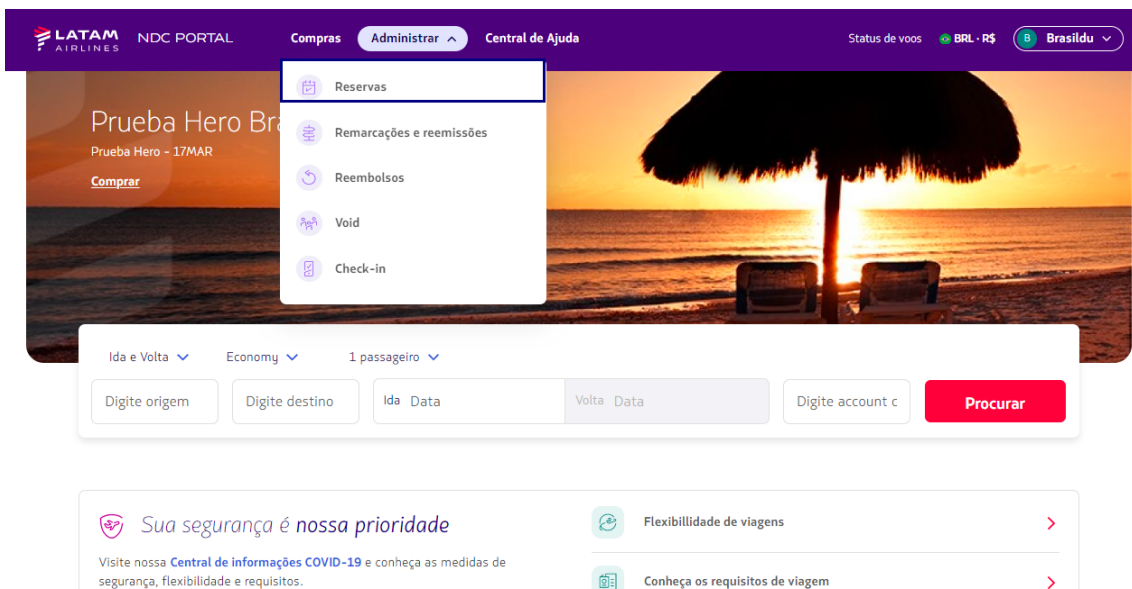 LATAM
AIRLINES
NDC PORTAL
Compras
Administrar
Central de Ajuda
Status de voos
BRL · R$
B
Brasildu
Reservas
Remarcações e reemissões
Reembolsos
Void
Check-in
Prueba Hero Bra
Prueba Hero - 17MAR
Comprar
Ida e Volta
Economy
1 passageiro
Digite origem
Digite destino
Ida Data
Volta Data
Digite account c
Procurar
Sua segurança é nossa prioridade
Visite nossa Central de informações COVID-19 e conheça as medidas de
segurança, flexibilidade e requisitos.
Flexibillidade de viagens
Conheça os requisitos de viagem